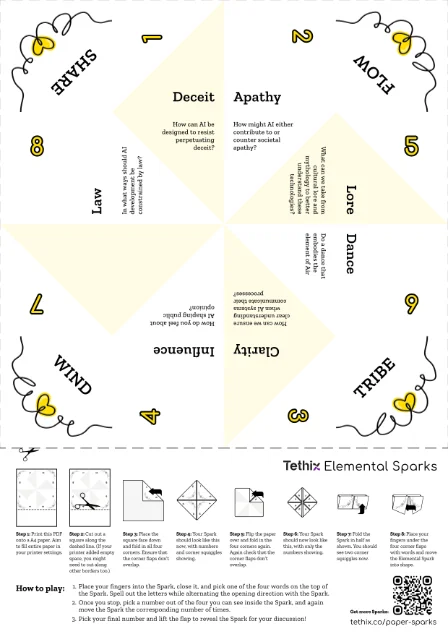 SHARE
1
2
FLOW
Deceit
Apathy
How can AI be
designed to resist
perpetuating
deceit?
How might AI either
contribute to or
counter societal
apathy?
8
5
Law
In what ways should AI
development be
constrained by law?
Lore
What can we take from
cultural lore and
mythology to better
understand these
technologies?
Dance
Do a dance that
embodies the
element of Air
7
6
How do you feel about
AI shaping public
opinion?
Influence
How can we ensure
clear understanding
AI systems
communicate their
processes?
Clarity
WIND
4
3
TRIBE
Tethix Elemental Sparks
Step 1: Print this PDF
onto a A4 paper. Aim
to fill entire paper in
your printer settings.
Step 2: Cut out a
square along the
dashed line. (If your
printer added empty
space, you might
need to cut along
other borders too.)
Step 3: Place the
square face down
and fold in all four
corners. Ensure that
the corner flaps don't
overlap.
Step 4: Your Spark
should look like this
now, with numbers
and corner squiggles
showing.
Step 5: Flip the paper
over and fold in the
four corners again.
Again check that the
corner flaps don't
overlap.
Step 6: Your Spark
should now look like
this, with only the
numbers showing.
Step 7: Fold the
Spark in half as
shown. You should
see two corner
squiggles now.
Step 8: Place your
fingers under the
four corner flaps
with words and move
the Elemental Spark
into shape.
How to play:
1. Place your fingers into the Spark, close it, and pick one of the four words on the top of
the Spark. Spell out the letters while alternating the opening direction with the Spark.
2. Once you stop, pick a number out of the four you can see inside the Spark, and again
move the Spark the corresponding number of times.
3. Pick your final number and lift the flap to reveal the Spark for your discussion!
Get more Sparks:
tethix.co/paper-sparks